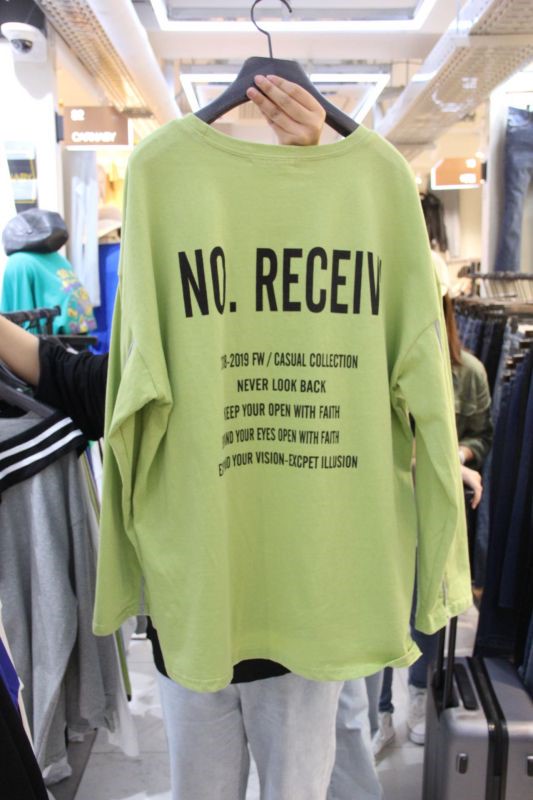 02
CARNABY
NO. RECEIV
-2019 FW / CASUAL COLLECTION
NEVER LOOK BACK
EEP YOUR OPEN WITH FAITH
ND YOUR EYES OPEN WITH FAITH
YOUR VISION-EXCPET ILLUSION